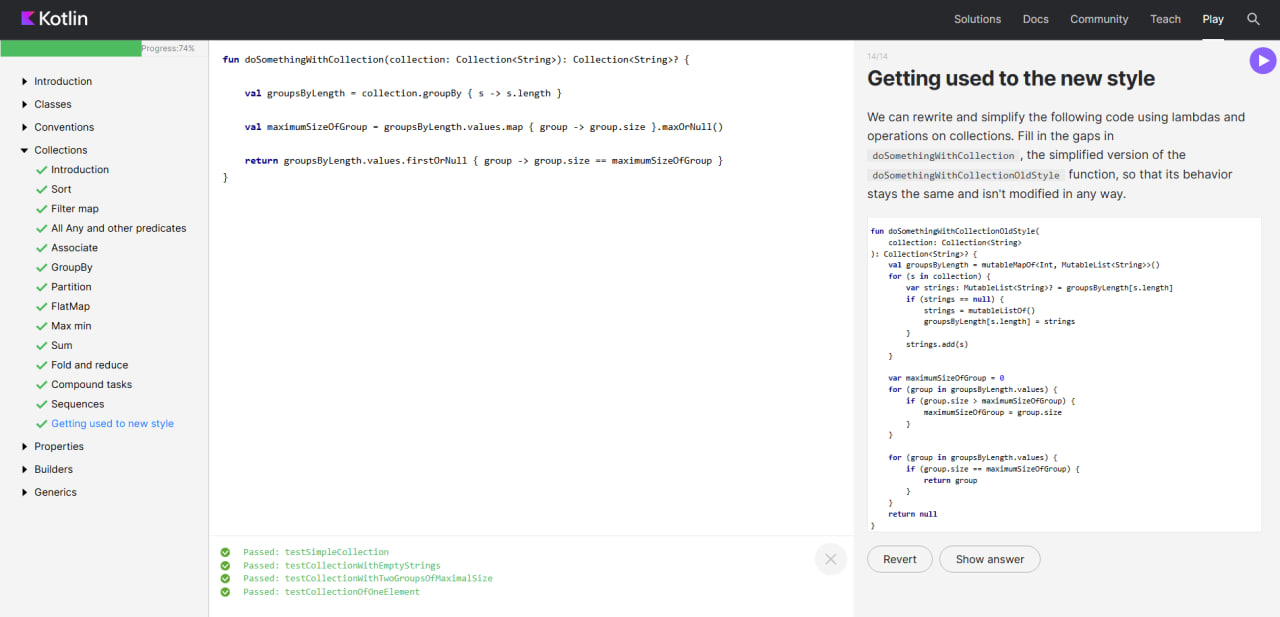 Kotlin
Solutions Docs Community Teach Play
Progress:74%
Introduction
Classes
Conventions
Collections
Introduction
Sort
Filter map
All Any and other predicates
Associate
GroupBy
Partition
FlatMap
Max min
Sum
Fold and reduce
Compound tasks
Sequences
Getting used to new style
Properties
Builders
Generics
fun doSomethingWithCollection(collection: Collection<String>): Collection<String>? {
val groupsByLength = collection.groupBy { s -> s.length }
val maximumSizeOfGroup = groupsByLength.values.map { group -> group.size }.maxOrNull()
return groupsByLength.values.firstOrNull { group -> group.size == maximumSizeOfGroup }
}
Passed: testSimpleCollection
Passed: testCollectionWithEmptyStrings
Passed: testCollectionWithTwoGroupsOfMaximalSize
Passed: testCollectionOfOneElement
14/14
Getting used to the new style
We can rewrite and simplify the following code using lambdas and
operations on collections. Fill in the gaps in
doSomethingWithCollection , the simplified version of the
doSomethingWithCollectionOldStyle function, so that its behavior
stays the same and isn't modified in any way.
fun doSomethingWithCollectionOldStyle(
collection: Collection<String>
): Collection<String>? {
val groupsByLength = mutableMapOf<Int, MutableList<String>>()
for (s in collection) {
var strings: MutableList<String>? = groupsByLength[s.length]
if (strings == null) {
strings = mutableListOf()
groupsByLength[s.length] = strings
}
strings.add(s)
}
var maximumSizeOfGroup = 0
for (group in groupsByLength.values) {
if (group.size > maximumSizeOfGroup) {
maximumSizeOfGroup = group.size
}
}
for (group in groupsByLength.values) {
if (group.size == maximumSizeOfGroup) {
return group
}
}
return null
}
Revert Show answer